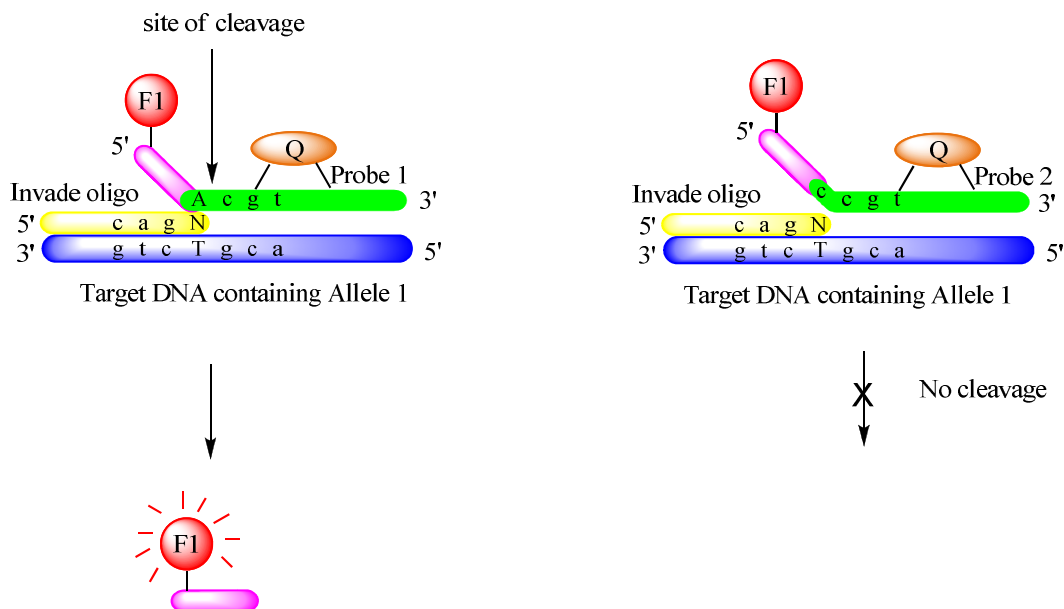 site of cleavage
F1
5'
Q
Probe 1
A c g t
3'
Invade oligo
5'
c a g N
3'
g t c T g c a
5'
Target DNA containing Allele 1
F1
F1
5'
Q
Probe 2
c c g t
3'
Invade oligo
5'
c a g N
3'
g t c T g c a
5'
Target DNA containing Allele 1
X
No cleavage